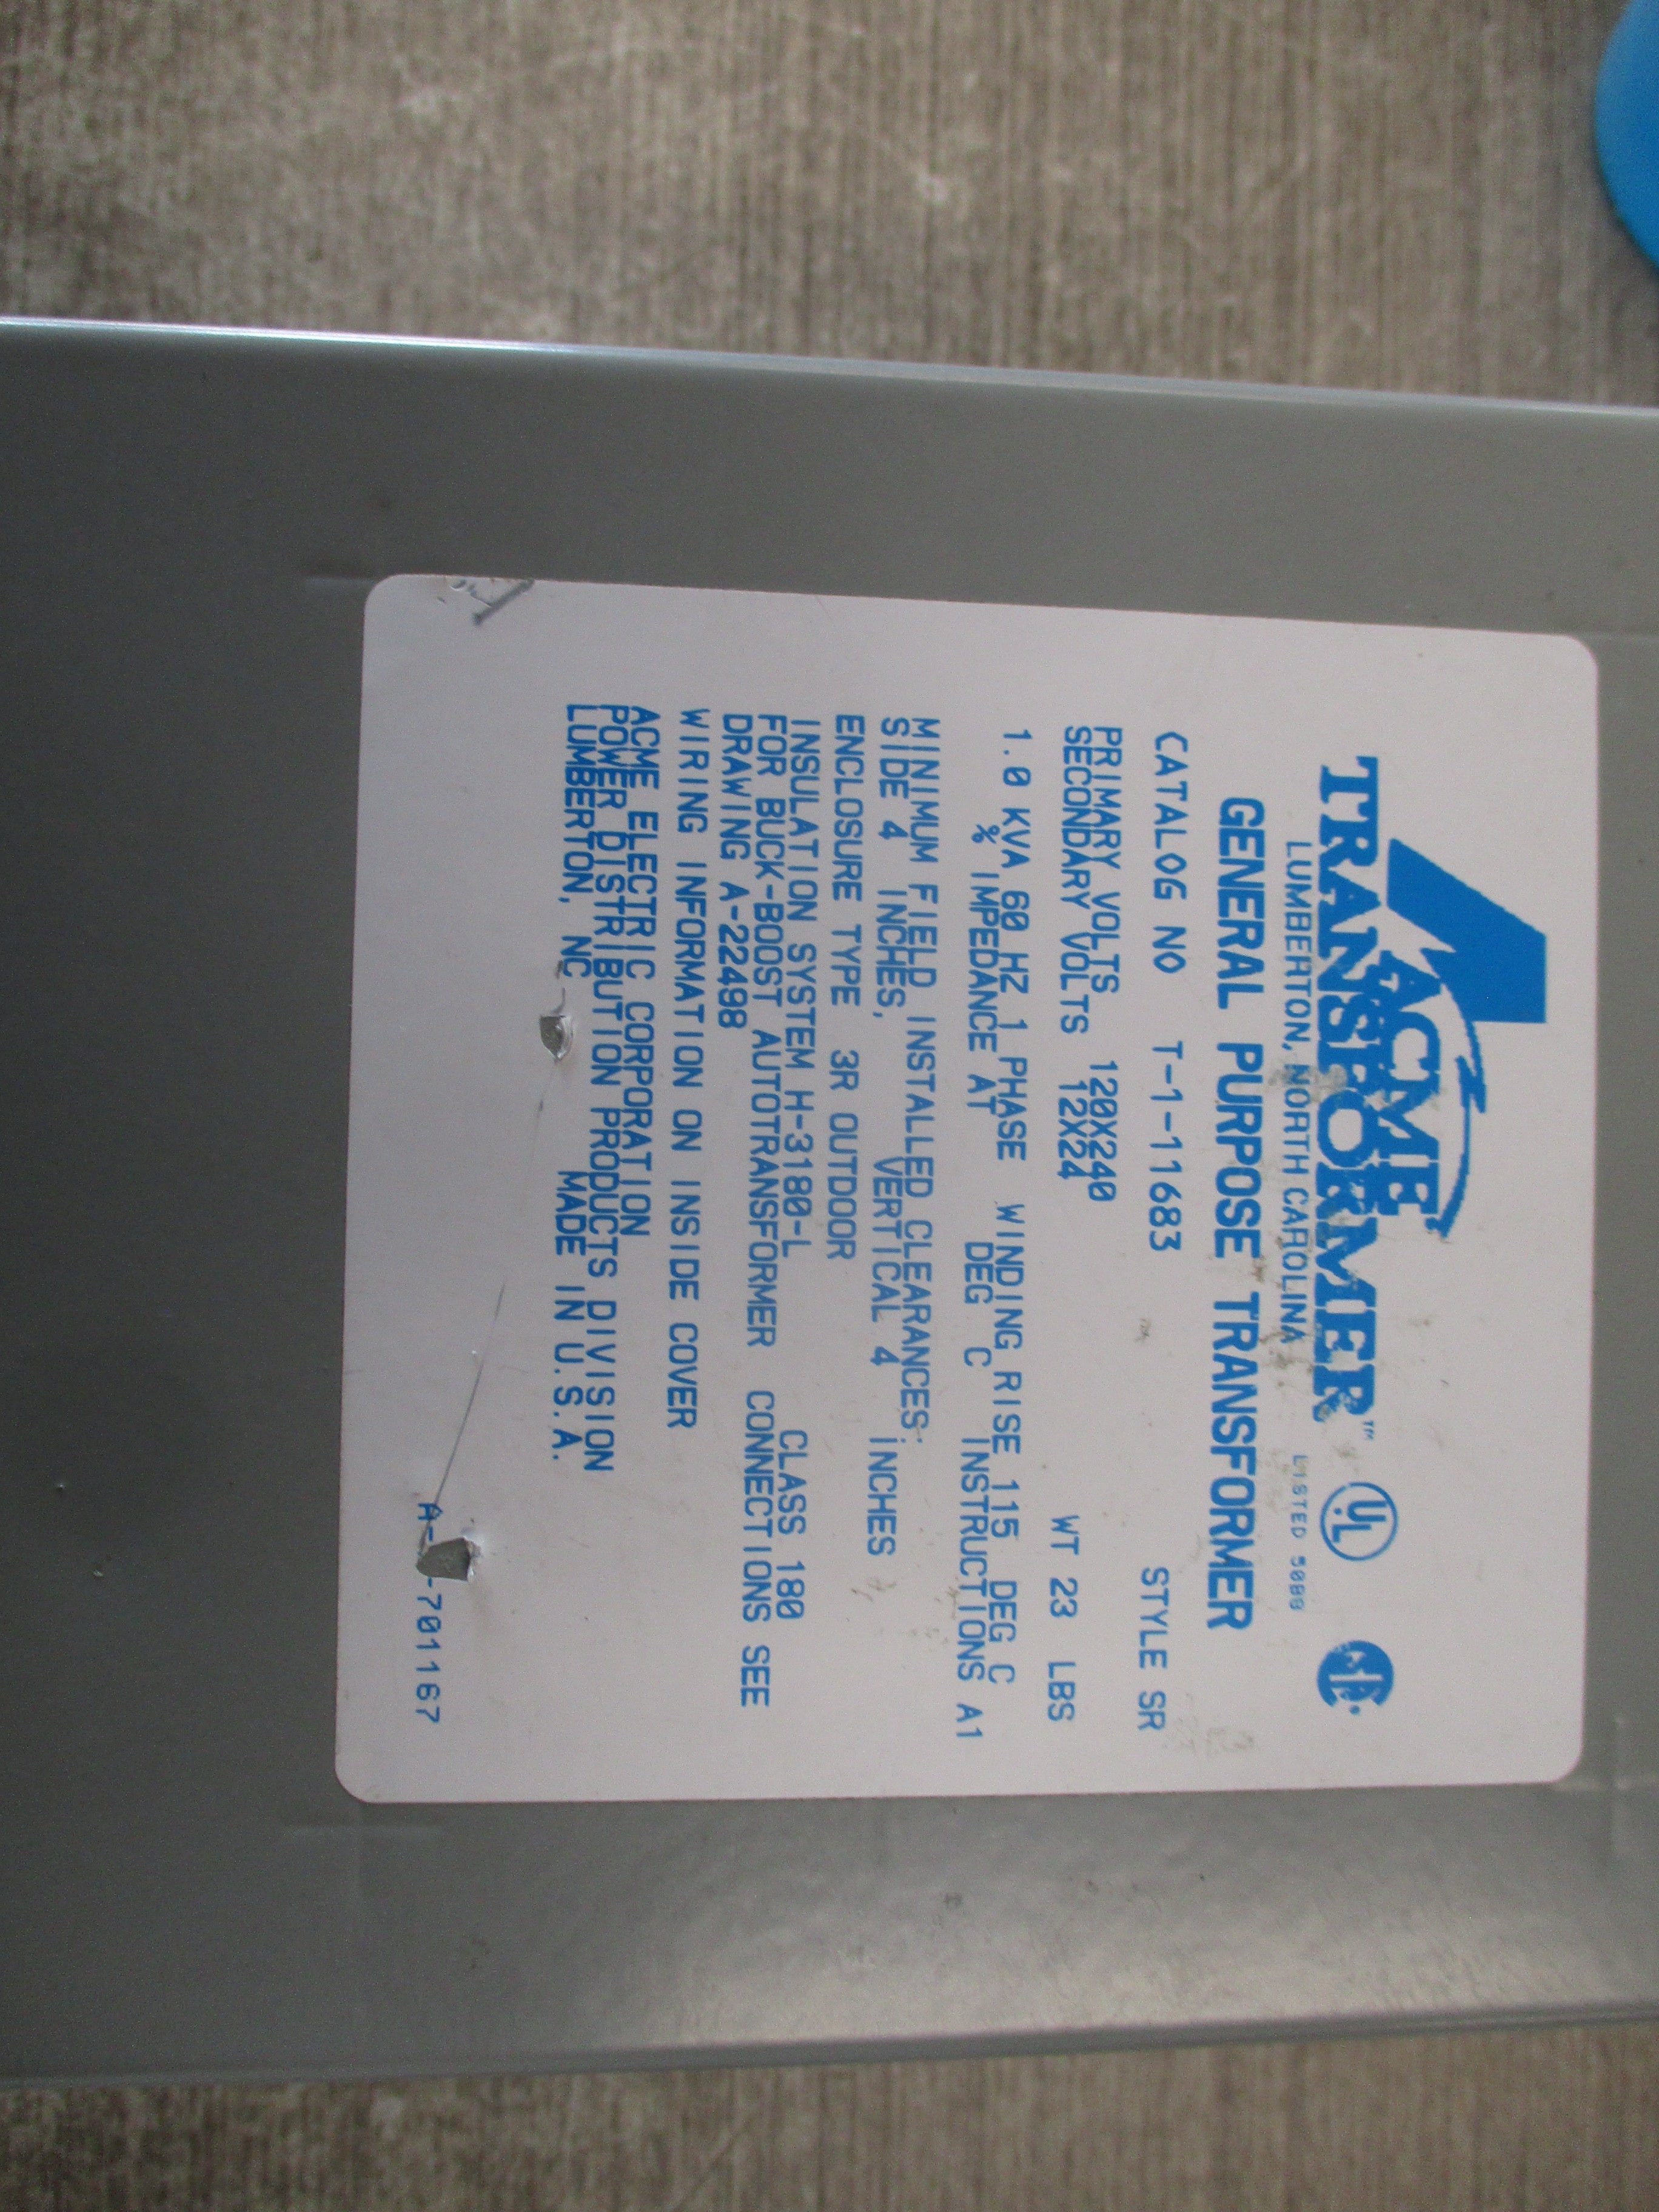 ACME
TRANSFORMER™
LUMBERTON, NORTH CAROLINA
UL
LISTED 50B9
GENERAL PURPOSE TRANSFORMER
CATALOG NO T-1-11683 STYLE SR
PRIMARY VOLTS 120X240
SECONDARY VOLTS 12X24 WT 23 LBS
1.0 KVA 60 HZ 1 PHASE WINDING RISE 115 DEG C
% IMPEDANCE AT DEG C INSTRUCTIONS A1
MINIMUM FIELD INSTALLED CLEARANCES:
SIDE 4 INCHES, VERTICAL 4 INCHES
ENCLOSURE TYPE 3R OUTDOOR
INSULATION SYSTEM H-3180-L CLASS 180
FOR BUCK-BOOST AUTOTRANSFORMER CONNECTIONS SEE
DRAWING A-22498
WIRING INFORMATION ON INSIDE COVER
ACME ELECTRIC CORPORATION
POWER DISTRIBUTION PRODUCTS DIVISION
LUMBERTON, NC MADE IN U.S.A.
-701167